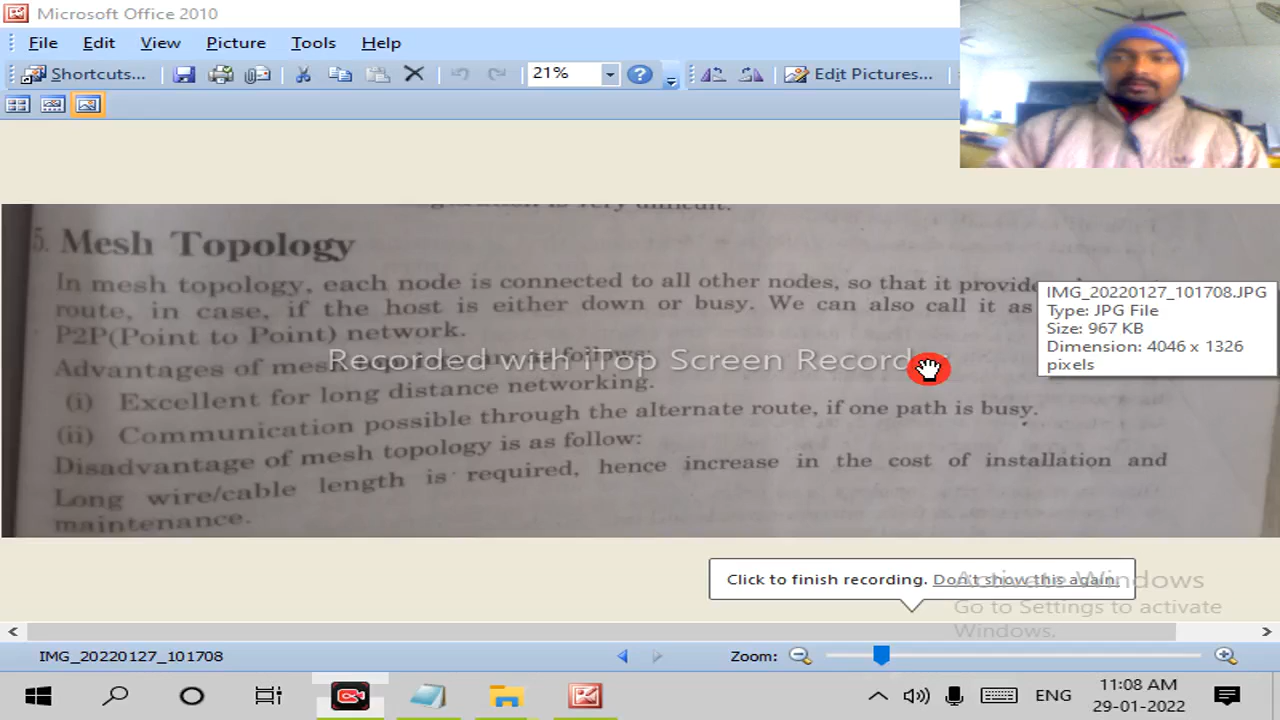 Microsoft Office 2010
File Edit View Picture Tools Help
Shortcuts... 21% Edit Pictures...
is very difficult.
5. Mesh Topology
In mesh topology, each node is connected to all other nodes, so that it provide
route, in case, if the host is either down or busy. We can also call it as
P2P(Point to Point) network.
Advantages of mesh as follows:
Recorded with iTop Screen Recorder
(i) Excellent for long distance networking.
(ii) Communication possible through the alternate route, if one path is busy.
Disadvantage of mesh topology is as follow:
Long wire/cable length is required, hence increase in the cost of installation and
maintenance.
IMG_20220127_101708.JPG
Type: JPG File
Size: 967 KB
Dimension: 4046 x 1326
pixels
Click to finish recording. Don't show this again.
Activate Windows
Go to Settings to activate
Windows.
IMG_20220127_101708
Zoom:
ENG
11:08 AM
29-01-2022